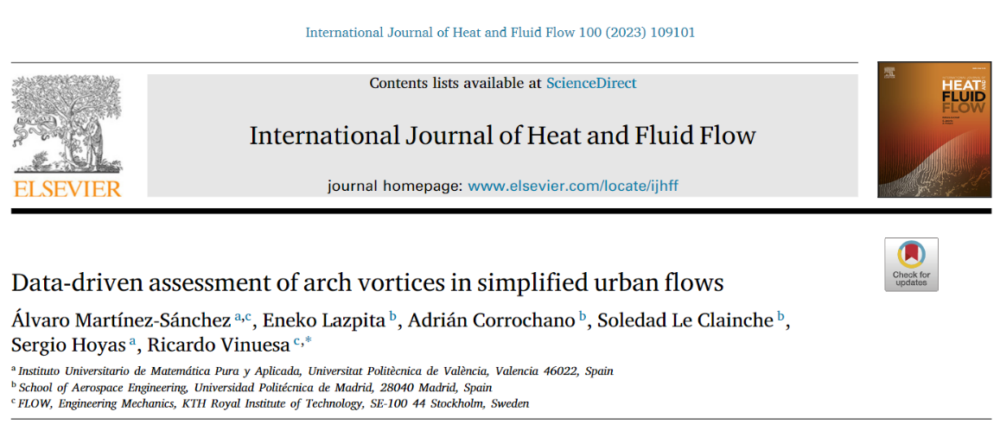 International Journal of Heat and Fluid Flow 100 (2023) 109101
Contents lists available at ScienceDirect
International Journal of Heat and Fluid Flow
journal homepage: www.elsevier.com/locate/ijhff
ELSEVIER
HEAT
AND
FLUID
FLOW
Check for
updates
Data-driven assessment of arch vortices in simplified urban flows
Álvaro Martínez-Sánchez a,c, Eneko Lazpita b, Adrián Corrochano b, Soledad Le Clainche b,
Sergio Hoyas a, Ricardo Vinuesa c,*
a Instituto Universitario de Matemática Pura y Aplicada, Universitat Politècnica de València, Valencia 46022, Spain
b School of Aerospace Engineering, Universidad Politécnica de Madrid, 28040 Madrid, Spain
c FLOW, Engineering Mechanics, KTH Royal Institute of Technology, SE-100 44 Stockholm, Sweden